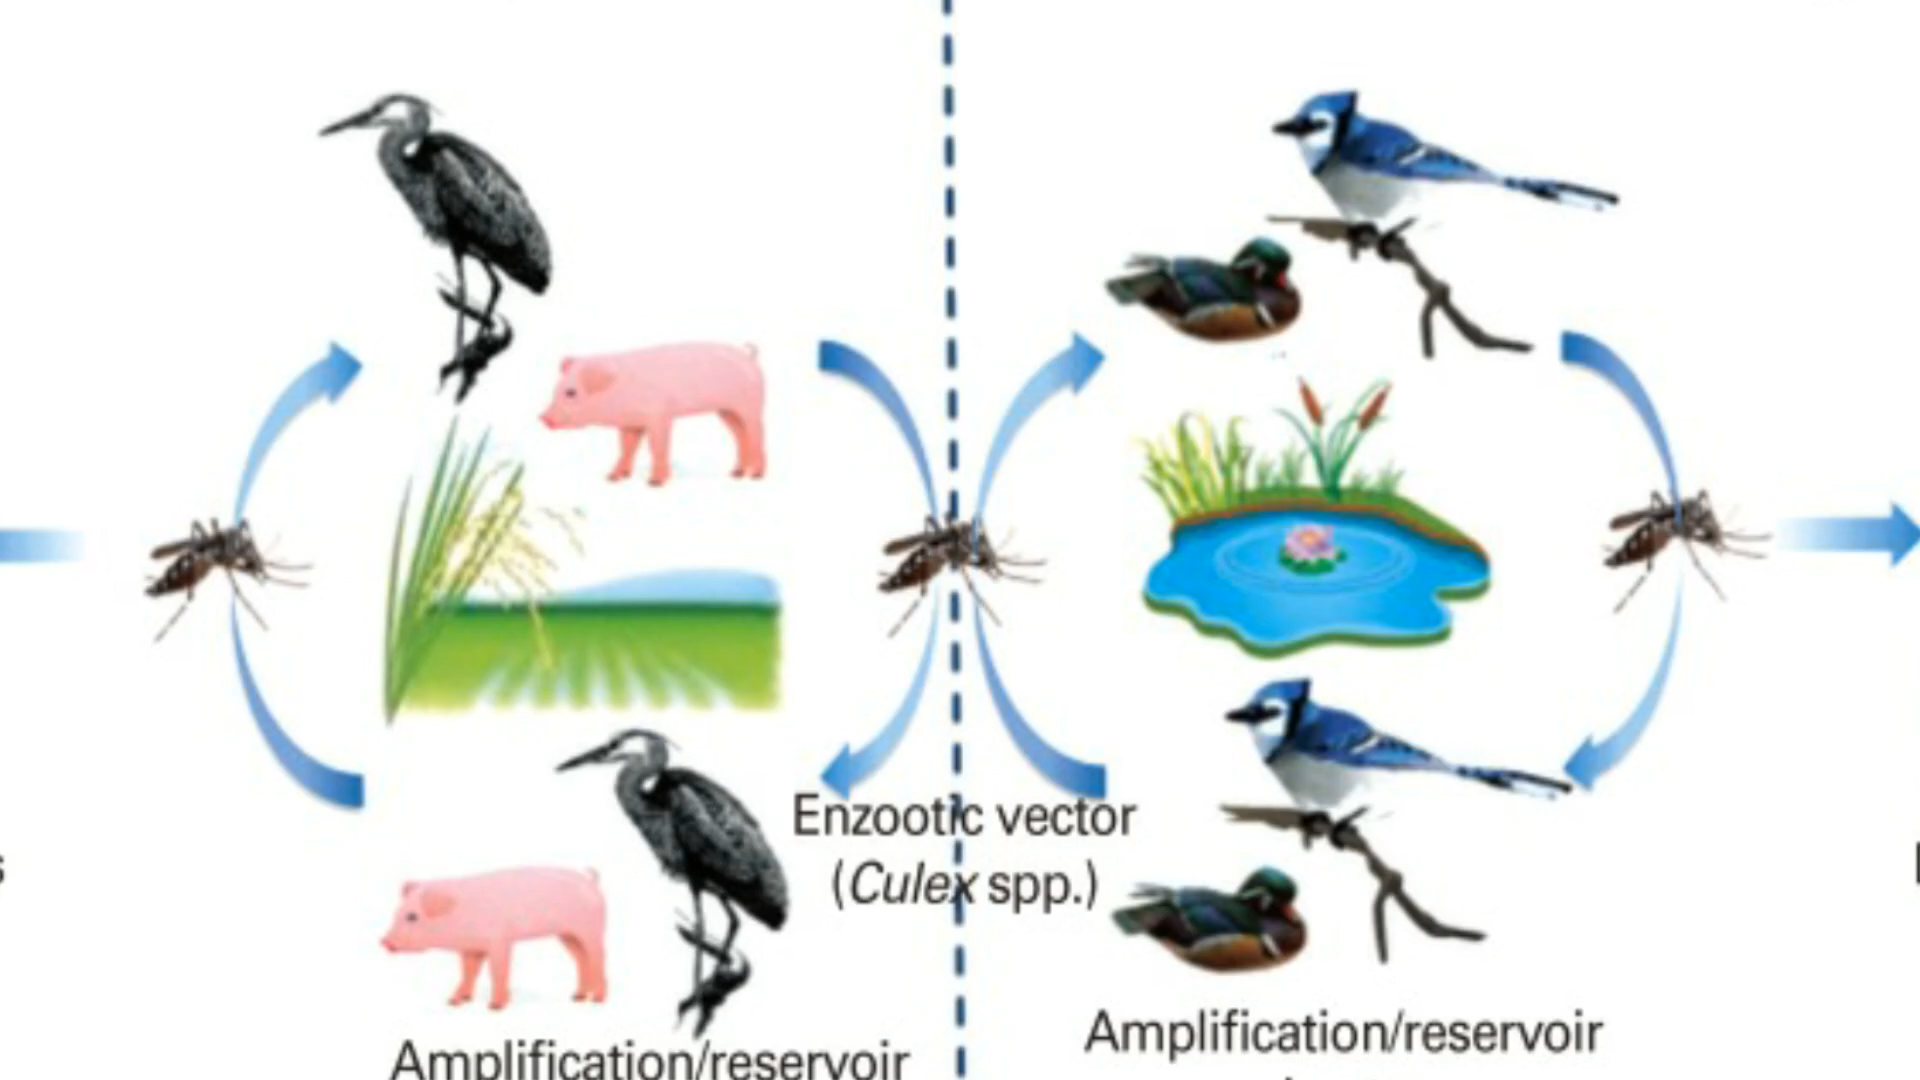 Enzootic vector
(Culex spp.)
Amplification/reservoir
Amplification/reservoir